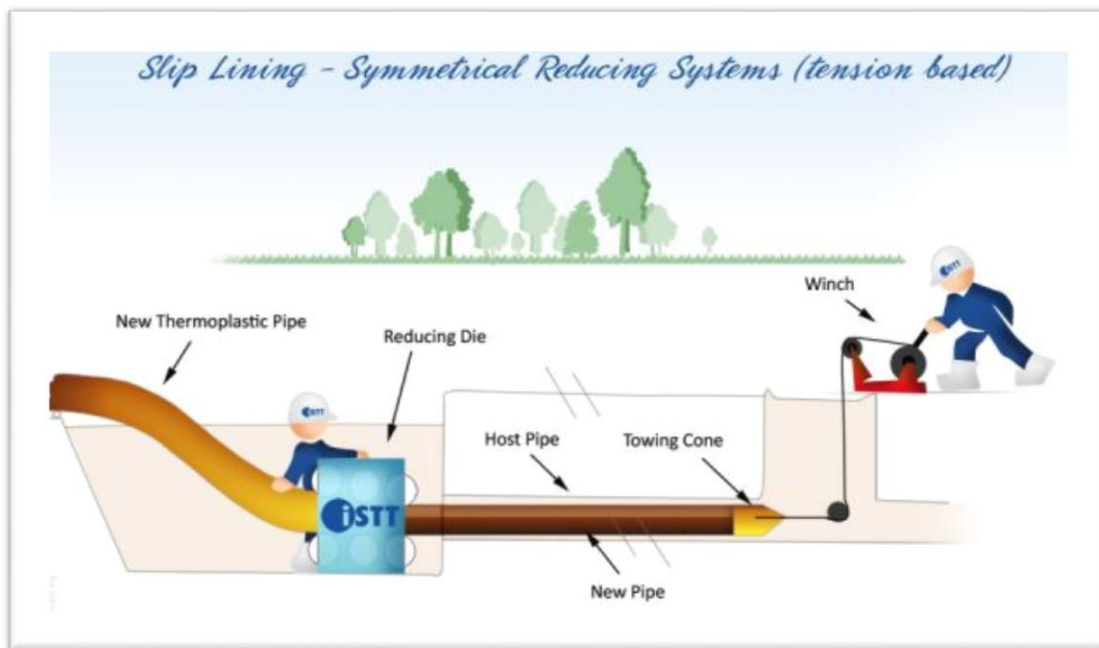 Slip Lining - Symmetrical Reducing Systems (tension based)
Winch
iSTT
New Thermoplastic Pipe
Reducing Die
iSTT
Host Pipe
Towing Cone
iSTT
New Pipe